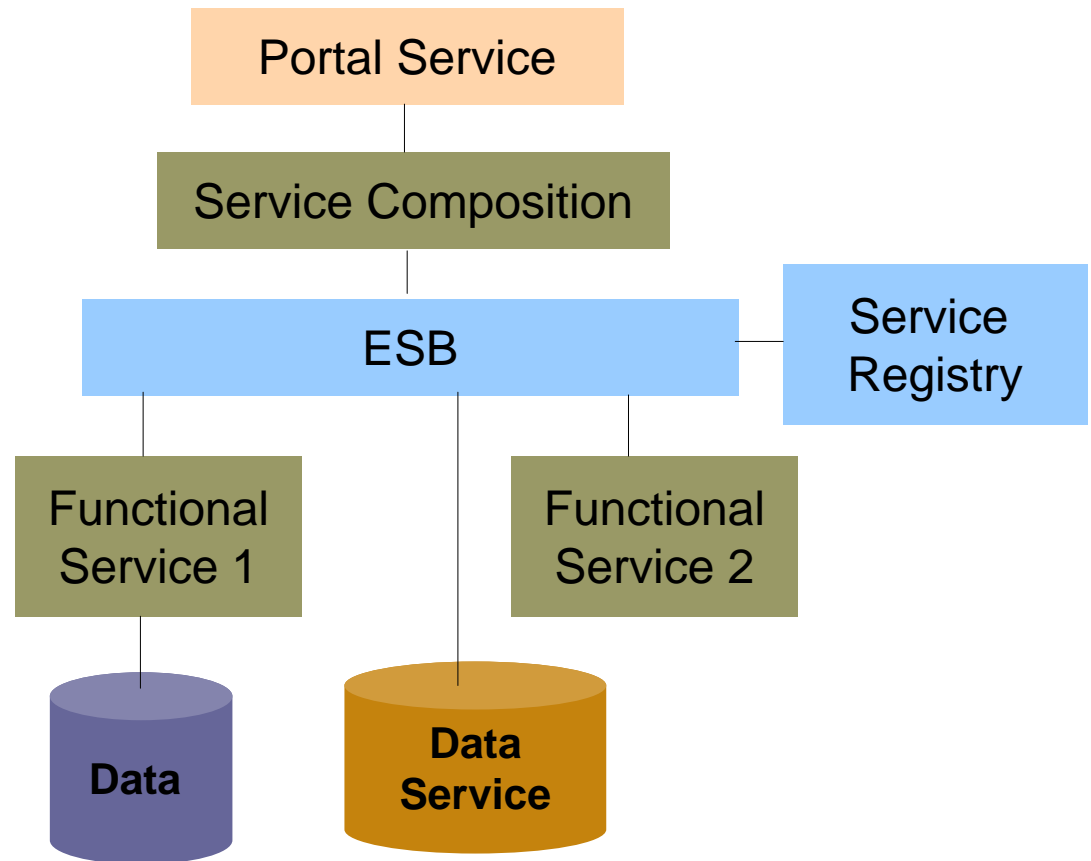 Portal Service
Service Composition
ESB
Service
Registry
Functional
Service 1
Functional
Service 2
Data
Data
Service